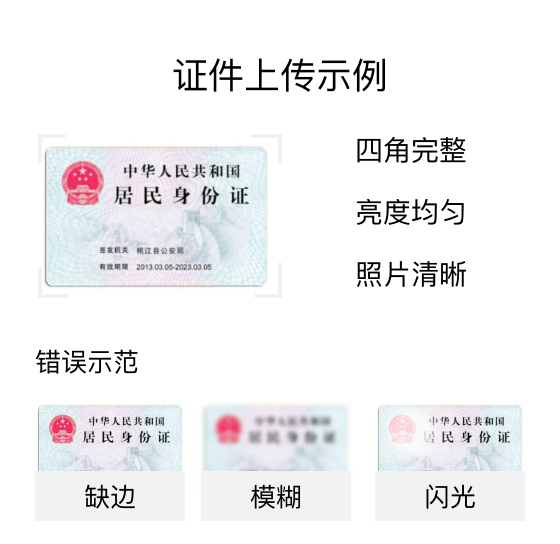 证件上传示例
中华人民共和国
居民身份证
签发机关 桃江县公安局
有效期限 2013.03.05-2023.03.05
四角完整
亮度均匀
照片清晰
错误示范
中华人民共和国
居民身份证
缺边
中华人民共和国
居民身份证
模糊
中华人民共和国
居民身份证
闪光